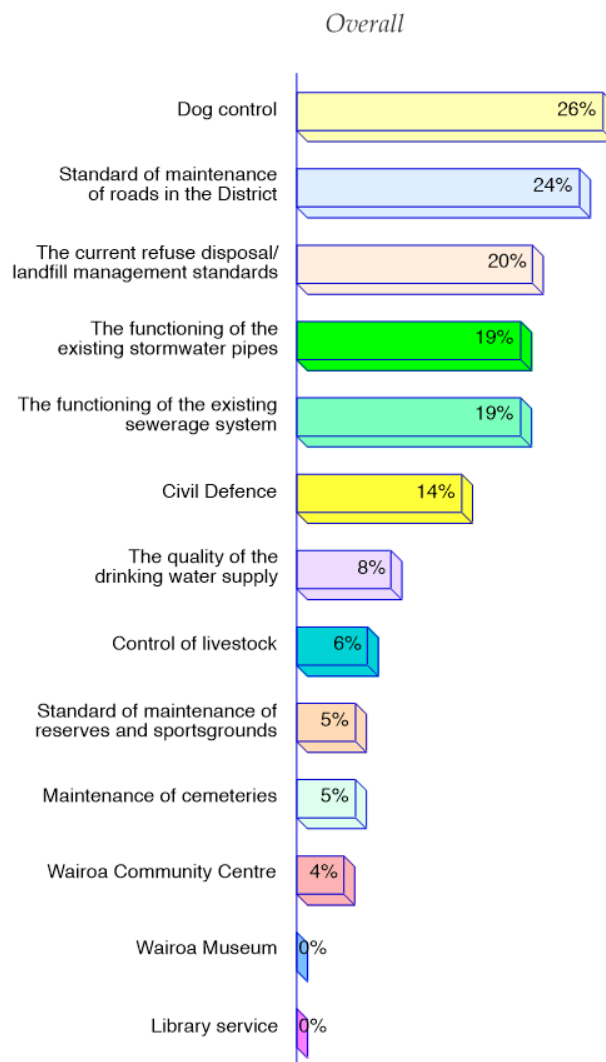 Overall
Dog control
26%
Standard of maintenance
of roads in the District
24%
The current refuse disposal/
landfill management standards
20%
The functioning of the
existing stormwater pipes
19%
The functioning of the existing
sewerage system
19%
Civil Defence
14%
The quality of the
drinking water supply
8%
Control of livestock
6%
Standard of maintenance of
reserves and sportsgrounds
5%
Maintenance of cemeteries
5%
Wairoa Community Centre
4%
Wairoa Museum
0%
Library service
0%